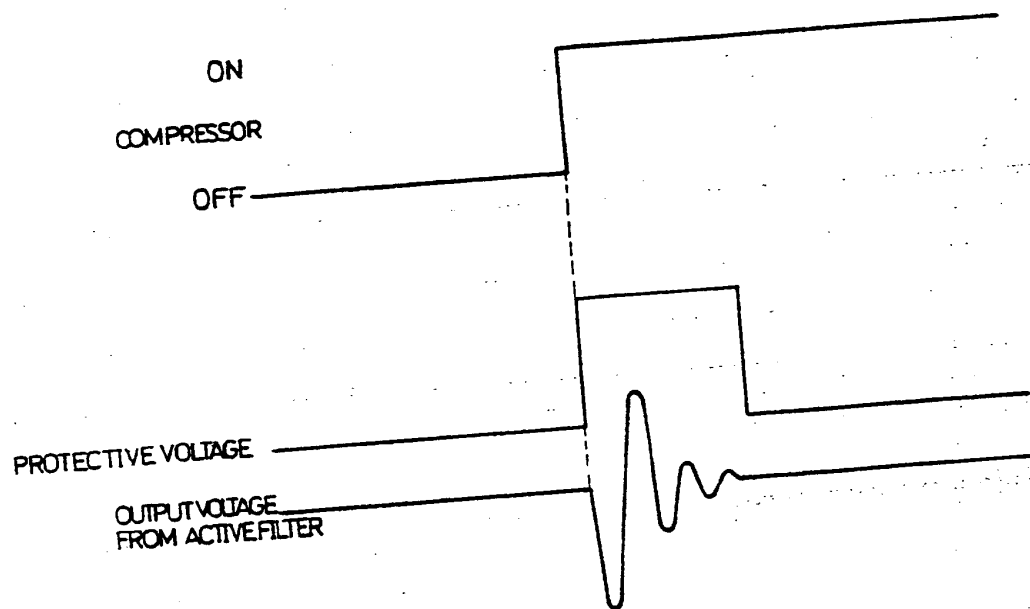 ON
COMPRESSOR
OFF
PROTECTIVE VOLTAGE
OUTPUT VOLTAGE
FROM ACTIVE FILTER